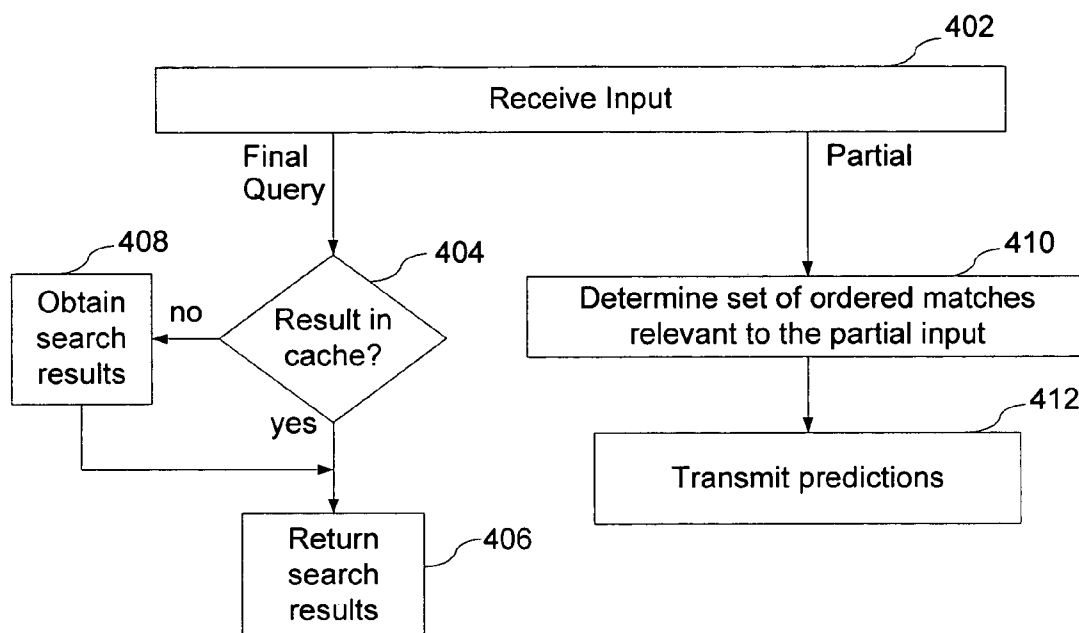 402
Receive Input
Final
Query
Partial
408
404
410
Obtain
search
results
no
Result in
cache?
Determine set of ordered matches
relevant to the partial input
yes
412
Transmit predictions
Return
search
results
406